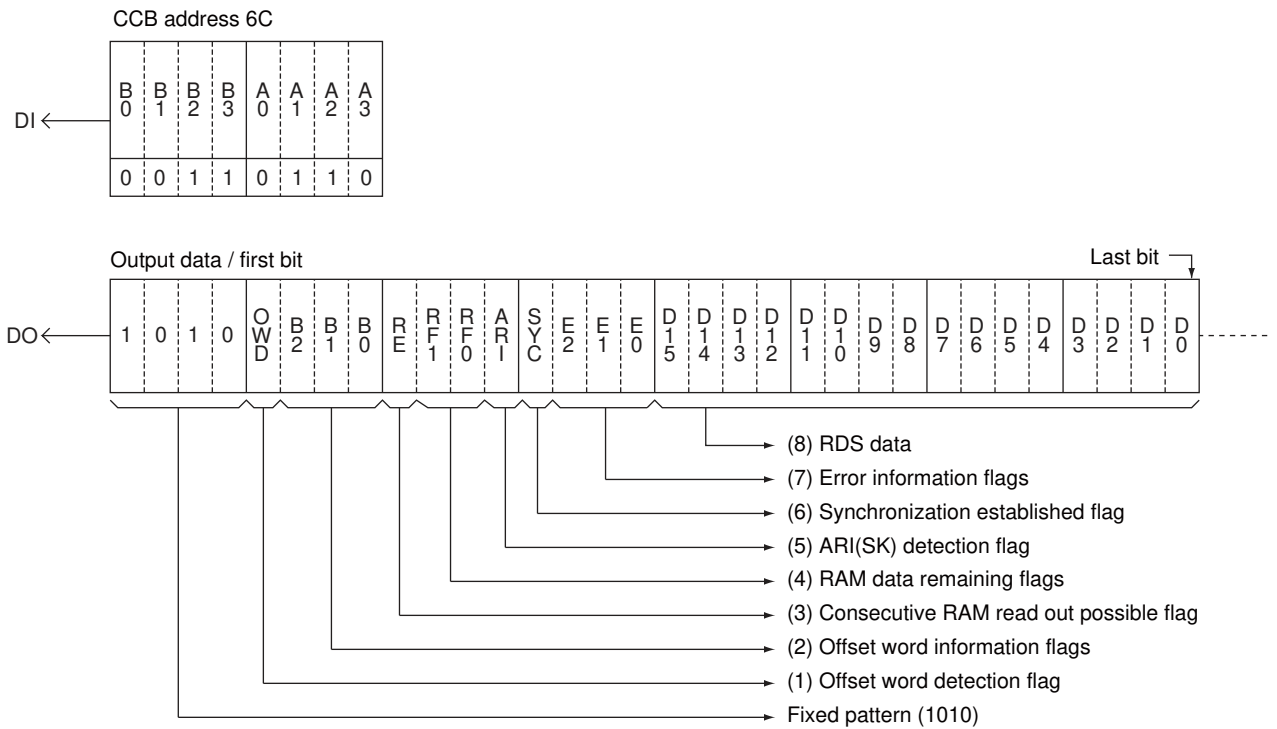 CCB address 6C
B0 B1 B2 B3 A0 A1 A2 A3
DI
0 0 1 1 0 1 1 0
Output data / first bit
Last bit
DO 1 0 1 0 OWD B2 B1 B0 RE RF1 RF0 ARI SYC E2 E1 E0 D15 D14 D13 D12 D11 D10 D9 D8 D7 D6 D5 D4 D3 D2 D1 D0
(8) RDS data
(7) Error information flags
(6) Synchronization established flag
(5) ARI(SK) detection flag
(4) RAM data remaining flags
(3) Consecutive RAM read out possible flag
(2) Offset word information flags
(1) Offset word detection flag
Fixed pattern (1010)